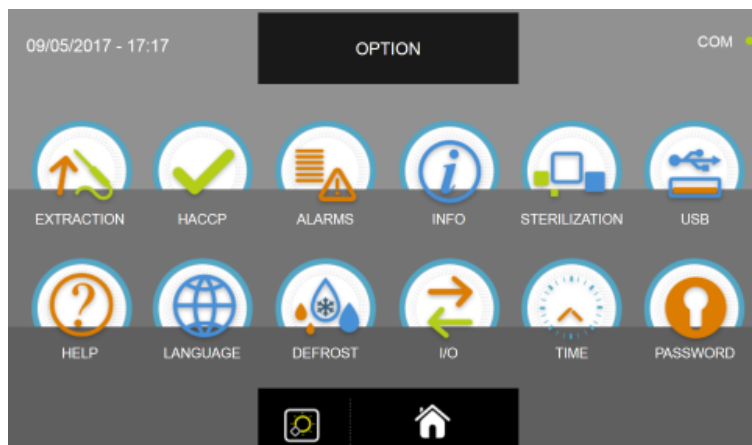 09/05/2017 - 17:17
OPTION
COM
EXTRACTION
HACCP
ALARMS
INFO
STERILIZATION
USB
HELP
LANGUAGE
DEFROST
I/O
TIME
PASSWORD